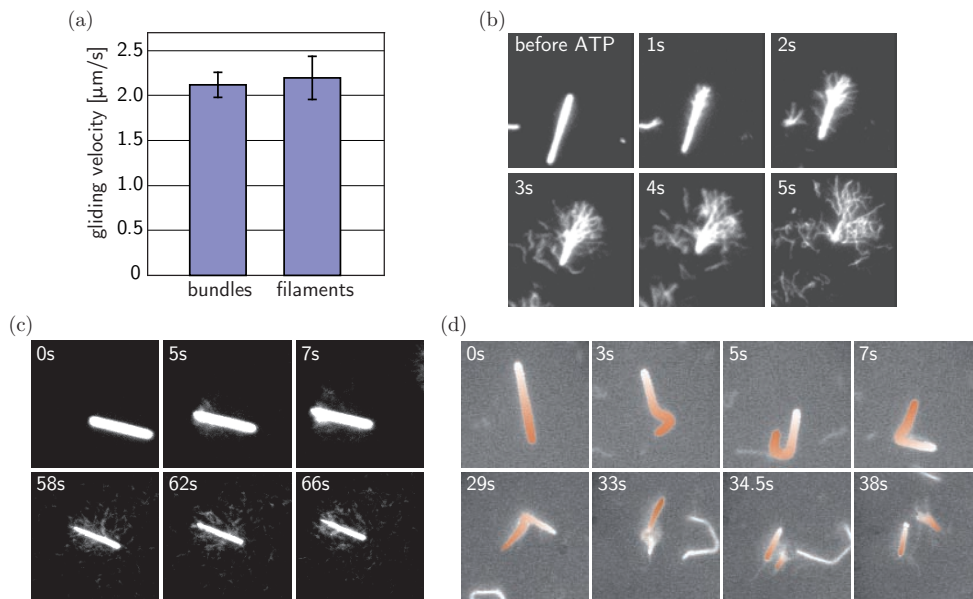 (a)
gliding velocity [µm/s]
2.5
2.0
1.5
1.0
0.5
0
bundles filaments
(b)
before ATP 1s 2s
3s 4s 5s
(c)
0s 5s 7s
58s 62s 66s
(d)
0s 3s 5s 7s
29s 33s 34.5s 38s